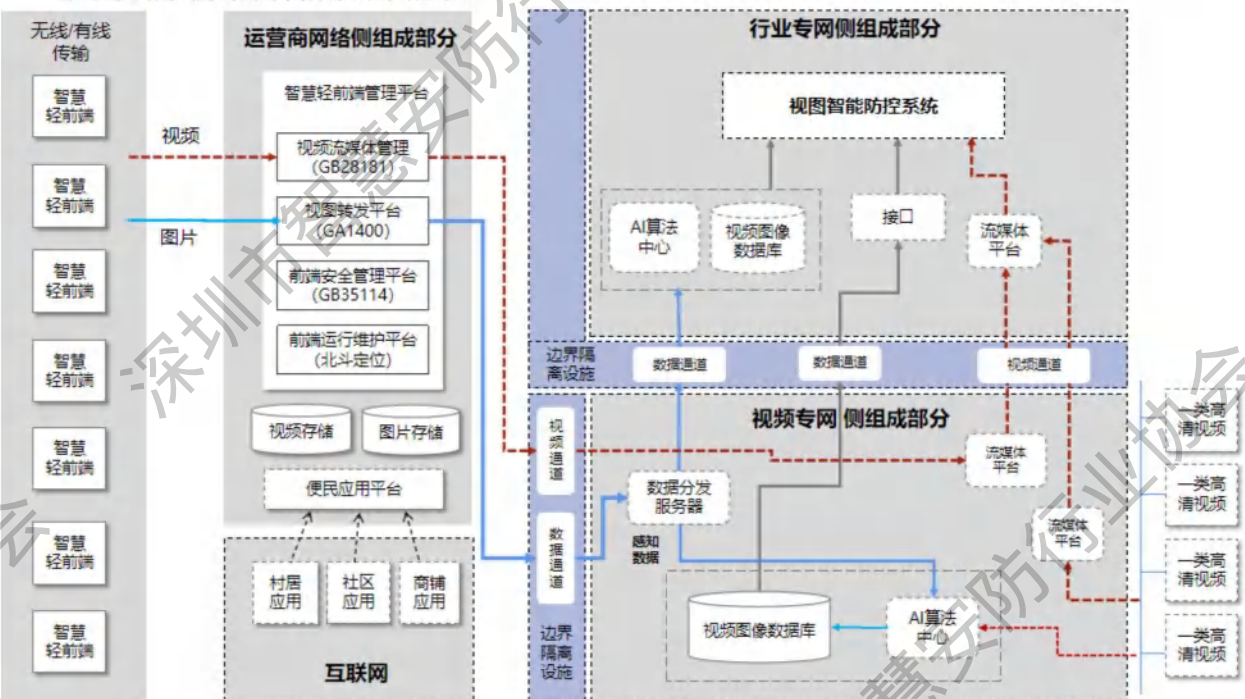 无线/有线
传输
智慧
轻前端
智慧
轻前端
智慧
轻前端
智慧
轻前端
智慧
轻前端
智慧
轻前端
智慧
轻前端
视频
图片
运营商网络侧组成部分
智慧轻前端管理平台
视频流媒体管理
(GB28181)
视图转发平台
(GA1400)
前端安全管理平台
(GB35114)
前端运行维护平台
(北斗定位)
视频存储
图片存储
便民应用平台
村居
应用
社区
应用
商铺
应用
互联网
行业专网侧组成部分
视图智能防控系统
AI算法
中心
视频图像
数据库
接口
流媒体
平台
边界隔
离设施
数据通道
数据通道
视频通道
视频通道
数据通道
边界
隔离
设施
视频专网 侧组成部分
流媒体
平台
数据分发
服务器
感知
数据
流媒体
平台
视频图像数据库
AI算法
中心
一类高
清视频
一类高
清视频
一类高
清视频
一类高
清视频
深圳市智慧安防行
慧安防行业协会
会